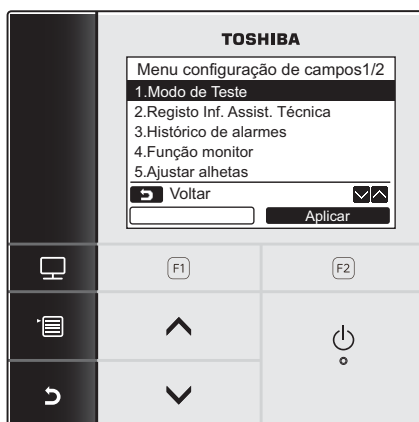 TOSHIBA
Menu configuração de campos1/2
1.Modo de Teste
2.Registo Inf. Assist. Técnica
3.Histórico de alarmes
4.Função monitor
5.Ajustar alhetas
Voltar
Aplicar
F1 F2